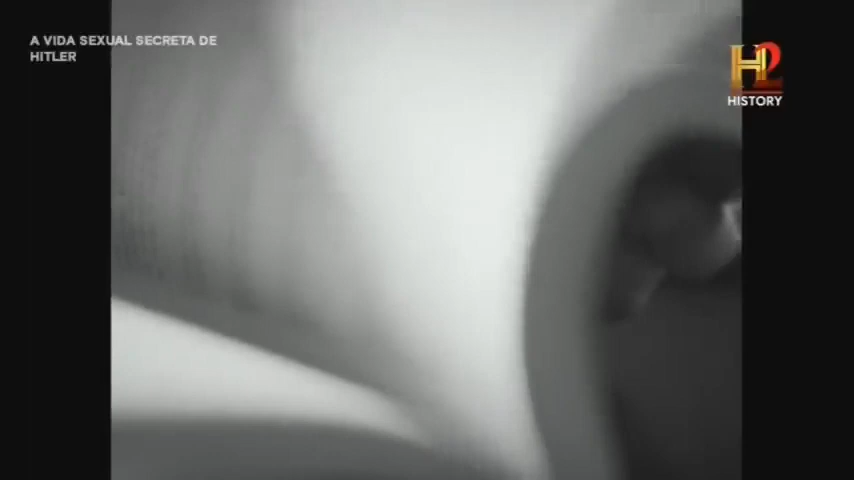 A VIDA SEXUAL SECRETA DE
HITLER
H2
HISTORY